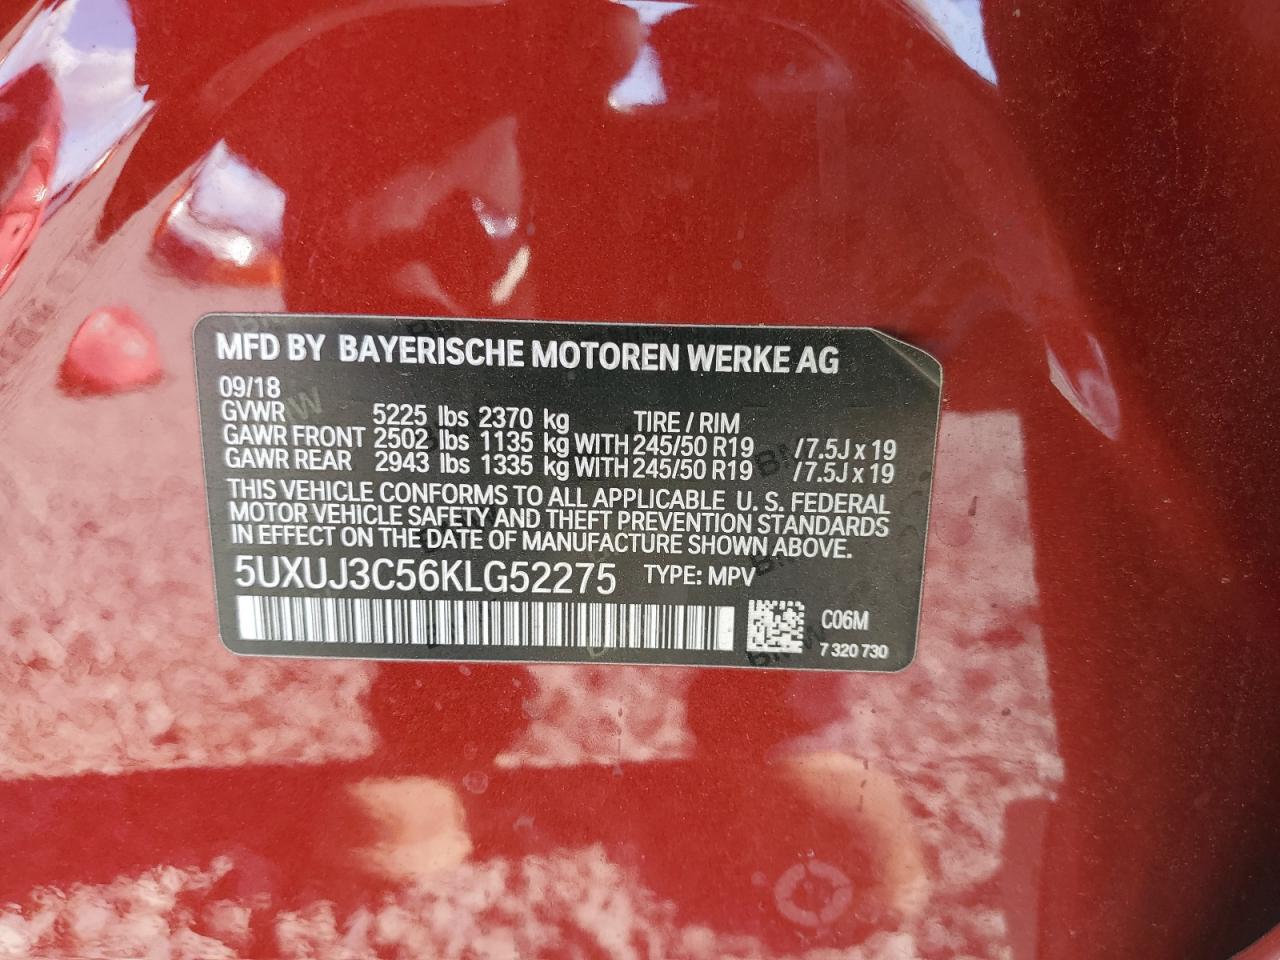 MFD BY BAYERISCHE MOTOREN WERKE AG
09/18
GVWR 5225 lbs 2370 kg TIRE / RIM
GAWR FRONT 2502 lbs 1135 kg WITH 245/50 R19 / 7.5J x 19
GAWR REAR 2943 lbs 1335 kg WITH 245/50 R19 / 7.5J x 19
THIS VEHICLE CONFORMS TO ALL APPLICABLE U. S. FEDERAL
MOTOR VEHICLE SAFETY AND THEFT PREVENTION STANDARDS
IN EFFECT ON THE DATE OF MANUFACTURE SHOWN ABOVE.
5UXUJ3C56KLG52275 TYPE: MPV
C06M
7 320 730